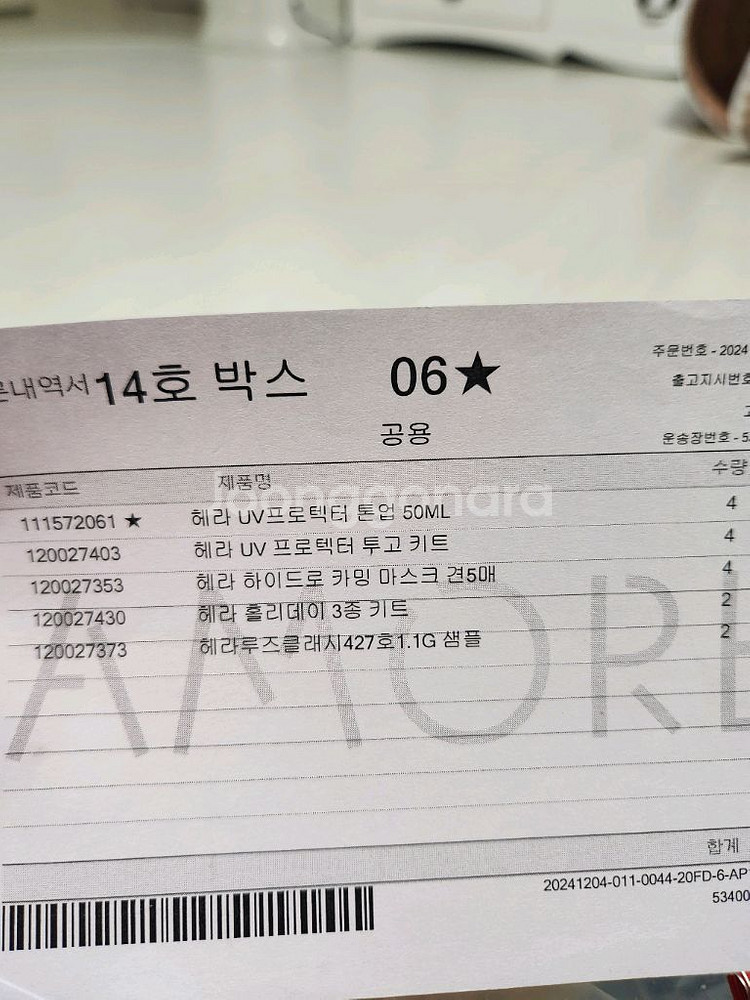 문내역서 14호 박스 06★
공용
주문번호 - 2024
출고지시번호
운송장번호 - 5
제품코드 제품명 수량
111572061 ★ 헤라 UV프로텍터 톤업 50ML 4
120027403 헤라 UV 프로텍터 투고 키트 4
120027353 헤라 하이드로 카밍 마스크 견5매 4
120027430 헤라 홀리데이 3종 키트 2
120027373 헤라루즈클래시427호1.1G 샘플 2
AMORE
joonggonara
합계
20241204-011-0044-20FD-6-AP
53400